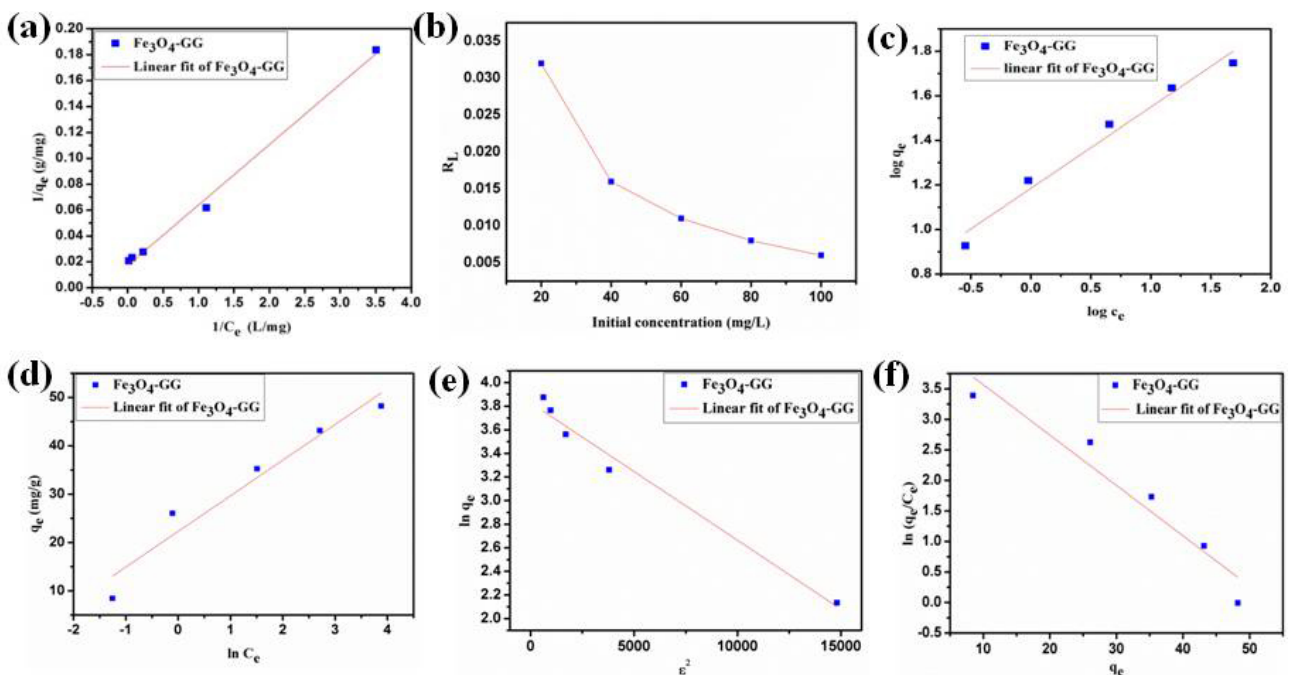 (a)
Fe₃O₄-GG
Linear fit of Fe₃O₄-GG
0.20
0.18
0.16
0.14
0.12
0.10
0.08
0.06
0.04
0.02
0.00
1/qₑ (g/mg)
-0.5 0.0 0.5 1.0 1.5 2.0 2.5 3.0 3.5 4.0
1/Cₑ (L/mg)
(b)
0.035
0.030
0.025
0.020
0.015
0.010
0.005
R_L
20 40 60 80 100
Initial concentration (mg/L)
(c)
Fe₃O₄-GG
linear fit of Fe₃O₄-GG
1.8
1.6
1.4
1.2
1.0
0.8
log qₑ
-0.5 0.0 0.5 1.0 1.5 2.0
log cₑ
(d)
Fe₃O₄-GG
Linear fit of Fe₃O₄-GG
50
40
30
20
10
qₑ (mg/g)
-2 -1 0 1 2 3 4
ln Cₑ
(e)
Fe₃O₄-GG
Linear fit of Fe₃O₄-GG
4.0
3.8
3.6
3.4
3.2
3.0
2.8
2.6
2.4
2.2
2.0
ln qₑ
0 5000 10000 15000
ε²
(f)
Fe₃O₄-GG
Linear fit of Fe₃O₄-GG
3.5
3.0
2.5
2.0
1.5
1.0
0.5
0.0
-0.5
ln (qₑ/Cₑ)
10 20 30 40 50
qₑ